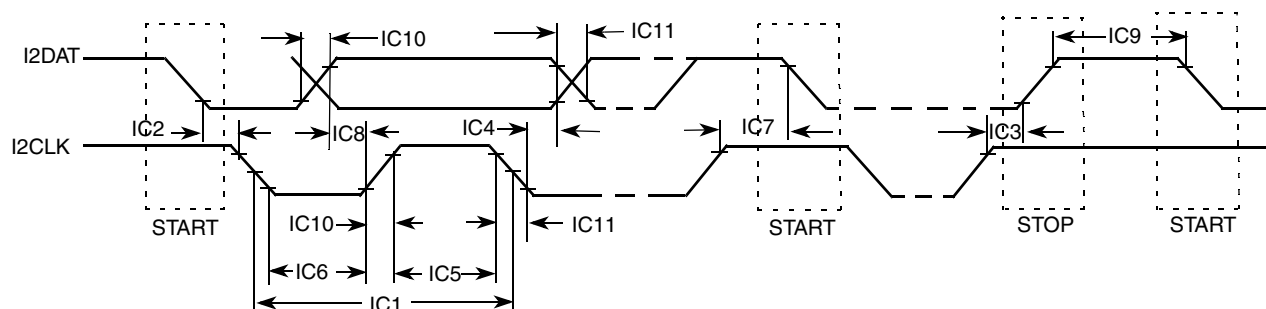 IC10
IC11
IC9
I2DAT
IC2
IC8
IC4
IC7
IC3
I2CLK
START
IC10
IC11
START
STOP
START
IC6
IC5
IC1